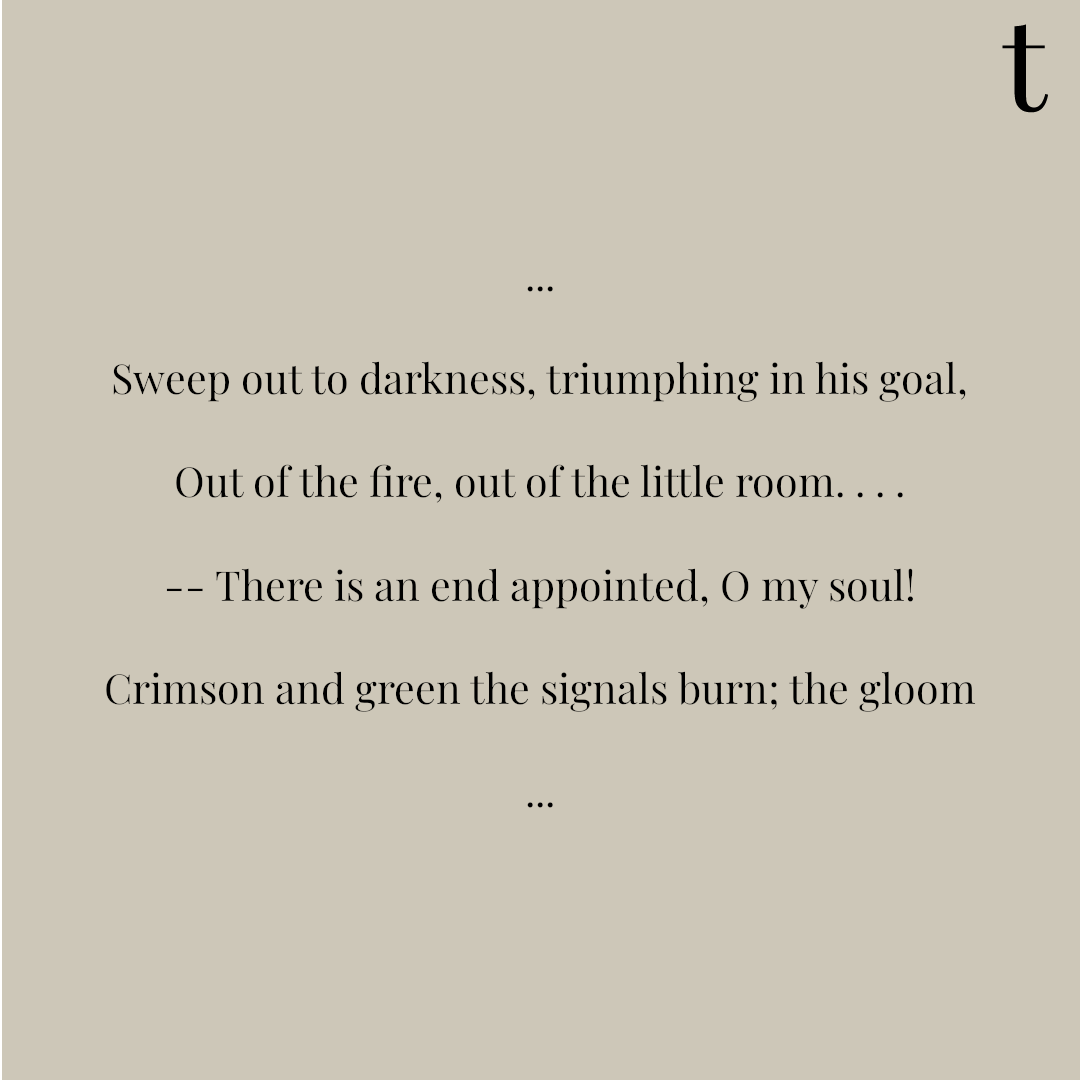 t
...
Sweep out to darkness, triumphing in his goal,
Out of the fire, out of the little room. . . .
-- There is an end appointed, O my soul!
Crimson and green the signals burn; the gloom
...